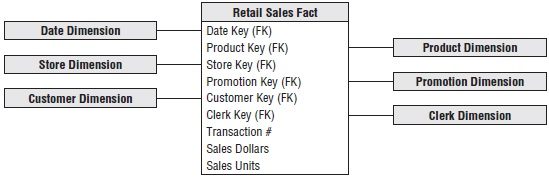 Retail Sales Fact
Date Key (FK)
Product Key (FK)
Store Key (FK)
Promotion Key (FK)
Customer Key (FK)
Clerk Key (FK)
Transaction #
Sales Dollars
Sales Units
Date Dimension
Store Dimension
Customer Dimension
Product Dimension
Promotion Dimension
Clerk Dimension